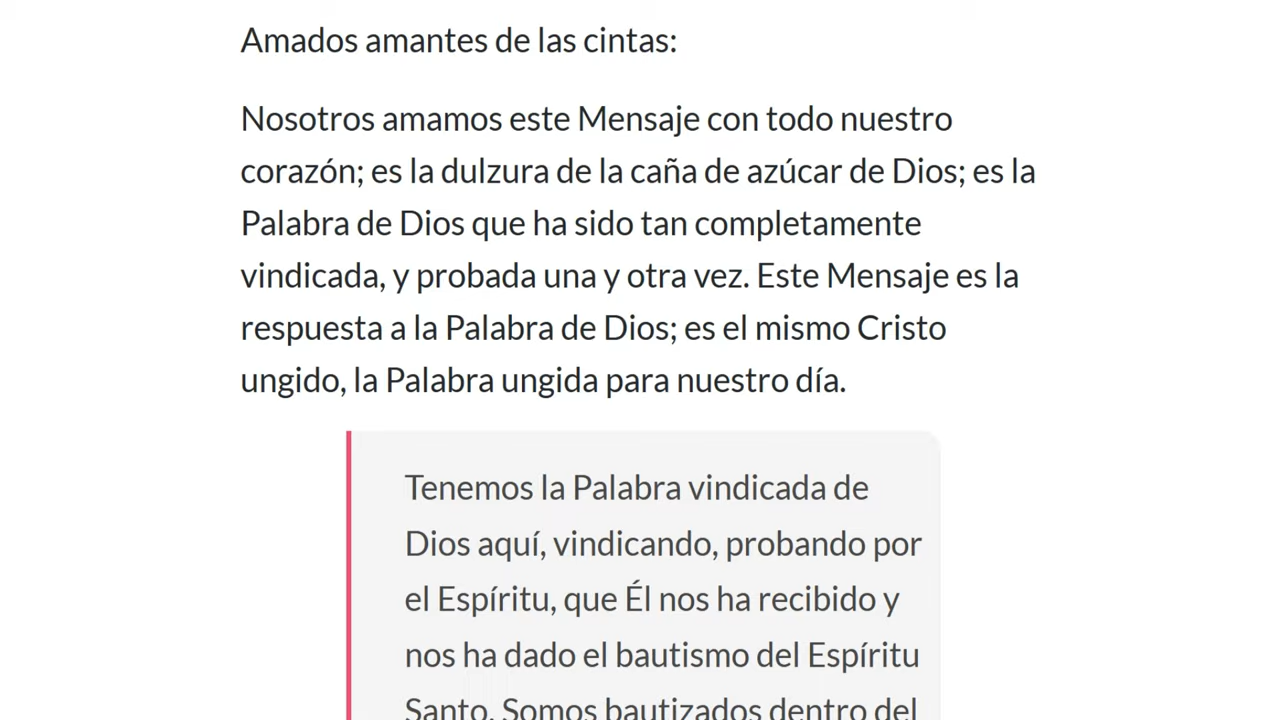 Amados amantes de las cintas:
Nosotros amamos este Mensaje con todo nuestro
corazón; es la dulzura de la caña de azúcar de Dios; es la
Palabra de Dios que ha sido tan completamente
vindicada, y probada una y otra vez. Este Mensaje es la
respuesta a la Palabra de Dios; es el mismo Cristo
ungido, la Palabra ungida para nuestro día.
Tenemos la Palabra vindicada de
Dios aquí, vindicando, probando por
el Espíritu, que Él nos ha recibido y
nos ha dado el bautismo del Espíritu
Santo. Somos bautizados dentro del